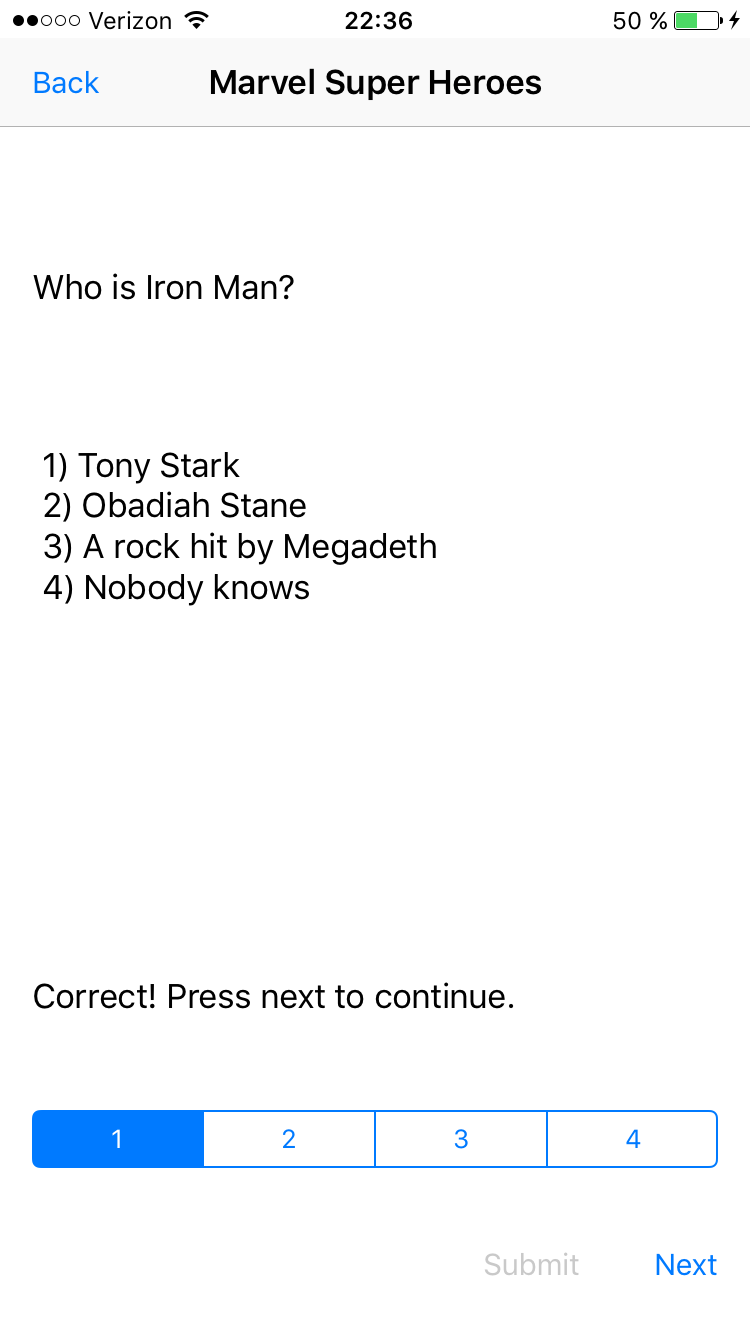 Verizon 22:36 50 %
Back Marvel Super Heroes
Who is Iron Man?
1) Tony Stark
2) Obadiah Stane
3) A rock hit by Megadeth
4) Nobody knows
Correct! Press next to continue.
1 2 3 4
Submit Next